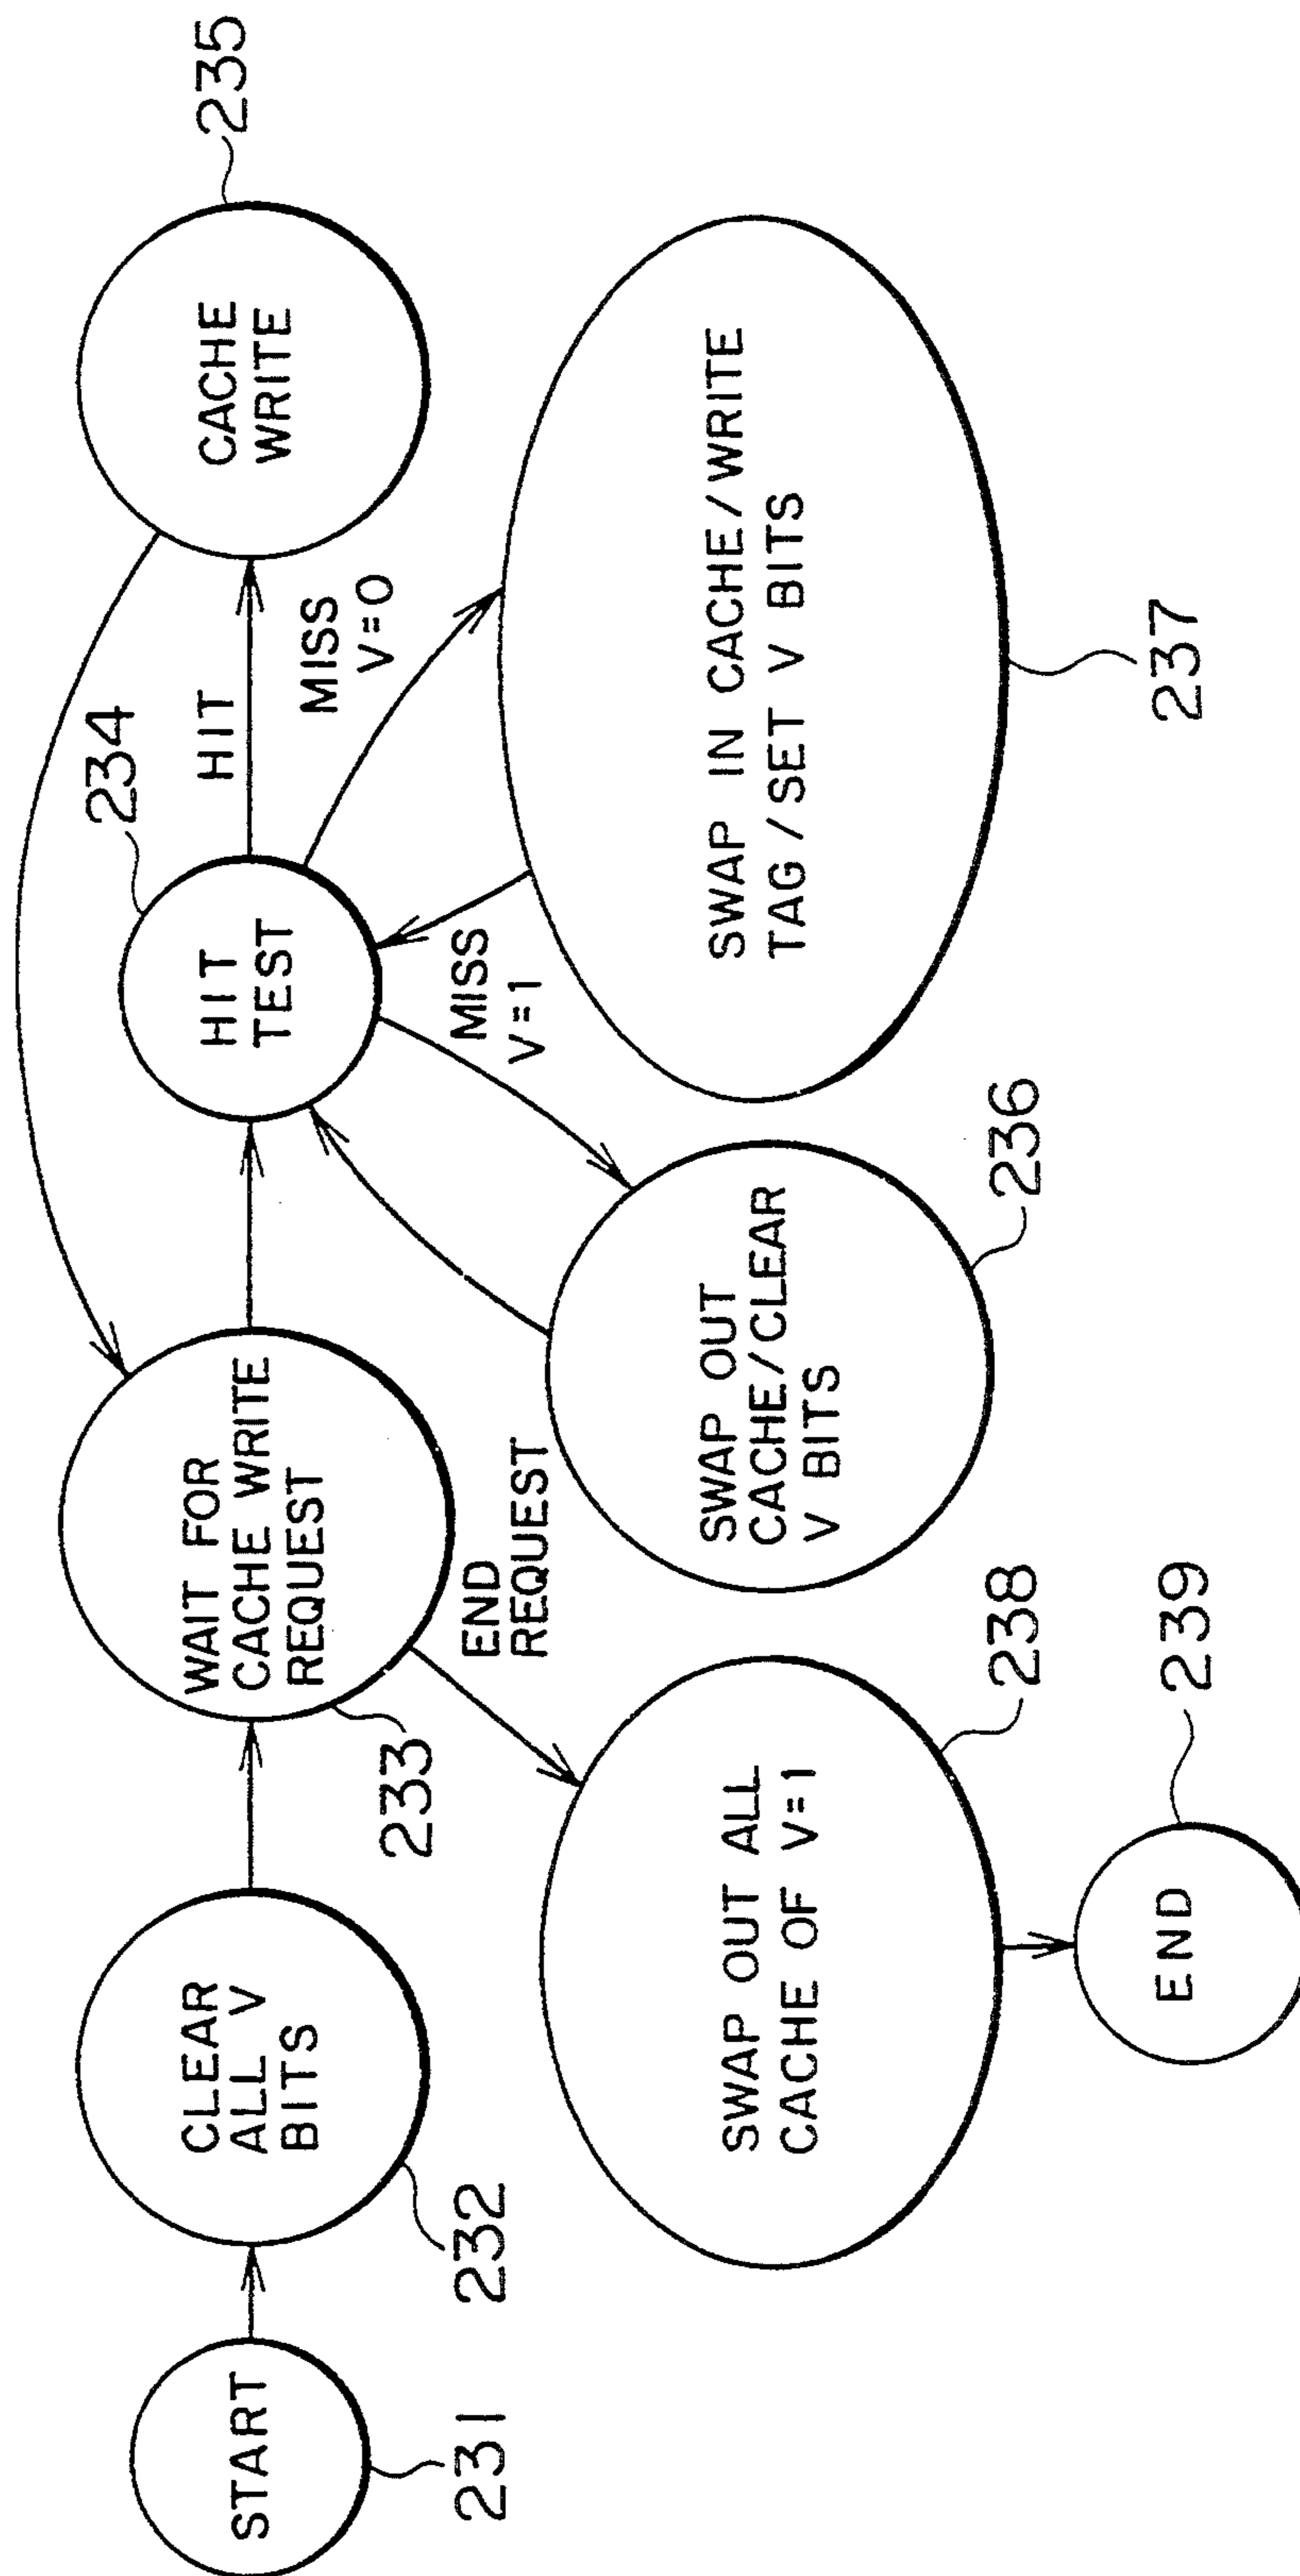 START
231
CLEAR
ALL V
BITS
232
WAIT FOR
CACHE WRITE
REQUEST
233
HIT
TEST
234
HIT
CACHE
WRITE
235
MISS
V=0
MISS
V=1
END
REQUEST
SWAP OUT ALL
CACHE OF V=1
238
SWAP OUT
CACHE/CLEAR
V BITS
236
SWAP IN CACHE/WRITE
TAG/SET V BITS
237
END
239